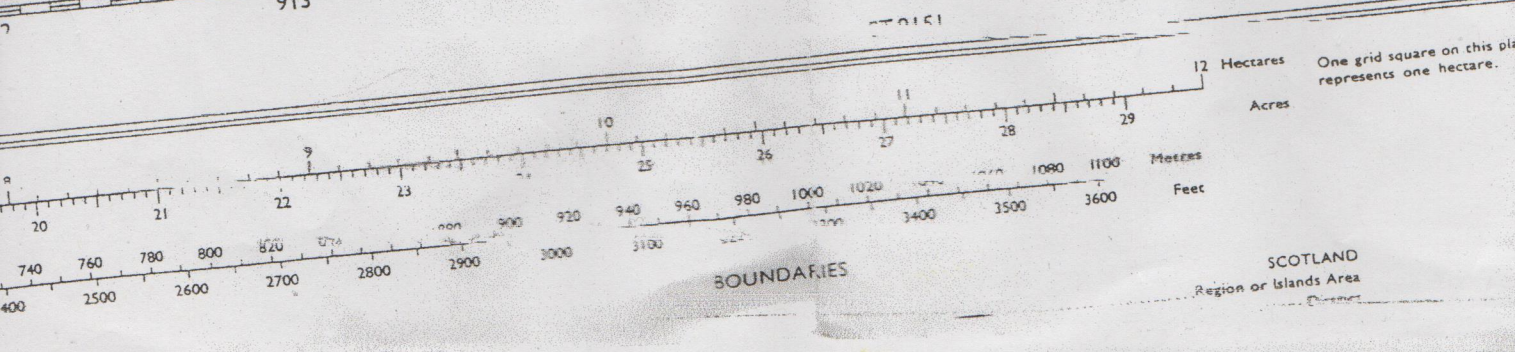 913
12 Hectares
9 10 11
20 21 22 23 25 26 27 28 29
Acres
740 760 780 800 820 900 920 940 960 980 1000 1020 1080 1100 Metres
400 2500 2600 2700 2800 2900 3000 3100 3400 3500 3600 Feet
One grid square on this
represents one hectare.
BOUNDARIES
SCOTLAND
Region or Islands Area